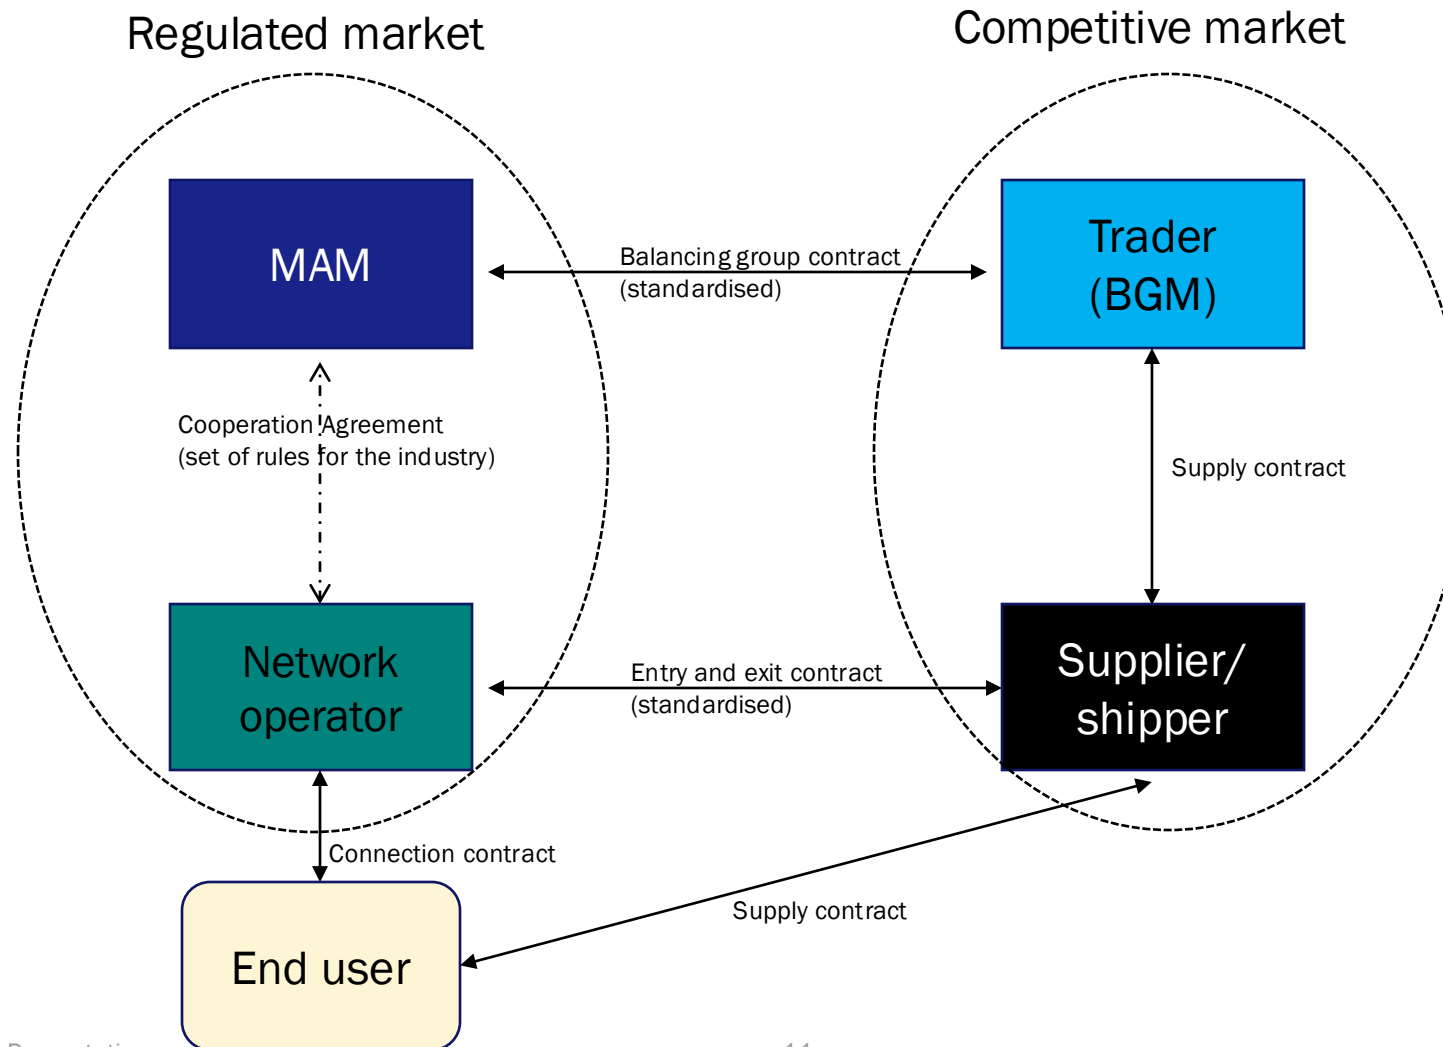 Regulated market
Competitive market
MAM
Trader
(BGM)
Balancing group contract
(standardised)
Cooperation Agreement
(set of rules for the industry)
Supply contract
Network
operator
Supplier/
shipper
Entry and exit contract
(standardised)
Connection contract
Supply contract
End user